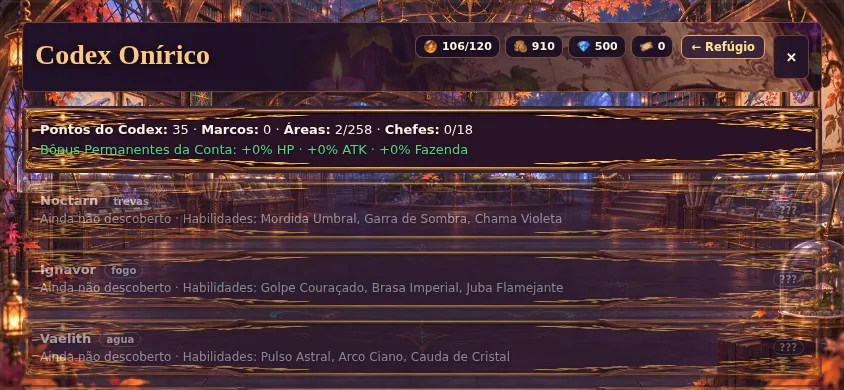 Codex Onírico
106/120 910 500 0 ← Refúgio ×
Pontos do Codex: 35 · Marcos: 0 · Áreas: 2/258 · Chefes: 0/18
Bônus Permanentes da Conta: +0% HP · +0% ATK · +0% Fazenda
Noctarn trevas
Ainda não descoberto · Habilidades: Mordida Umbral, Garra de Sombra, Chama Violeta
???
Ignavor fogo
Ainda não descoberto · Habilidades: Golpe Couraçado, Brasa Imperial, Juba Flamejante
???
Vaelith agua
Ainda não descoberto · Habilidades: Pulso Astral, Arco Ciano, Cauda de Cristal
???